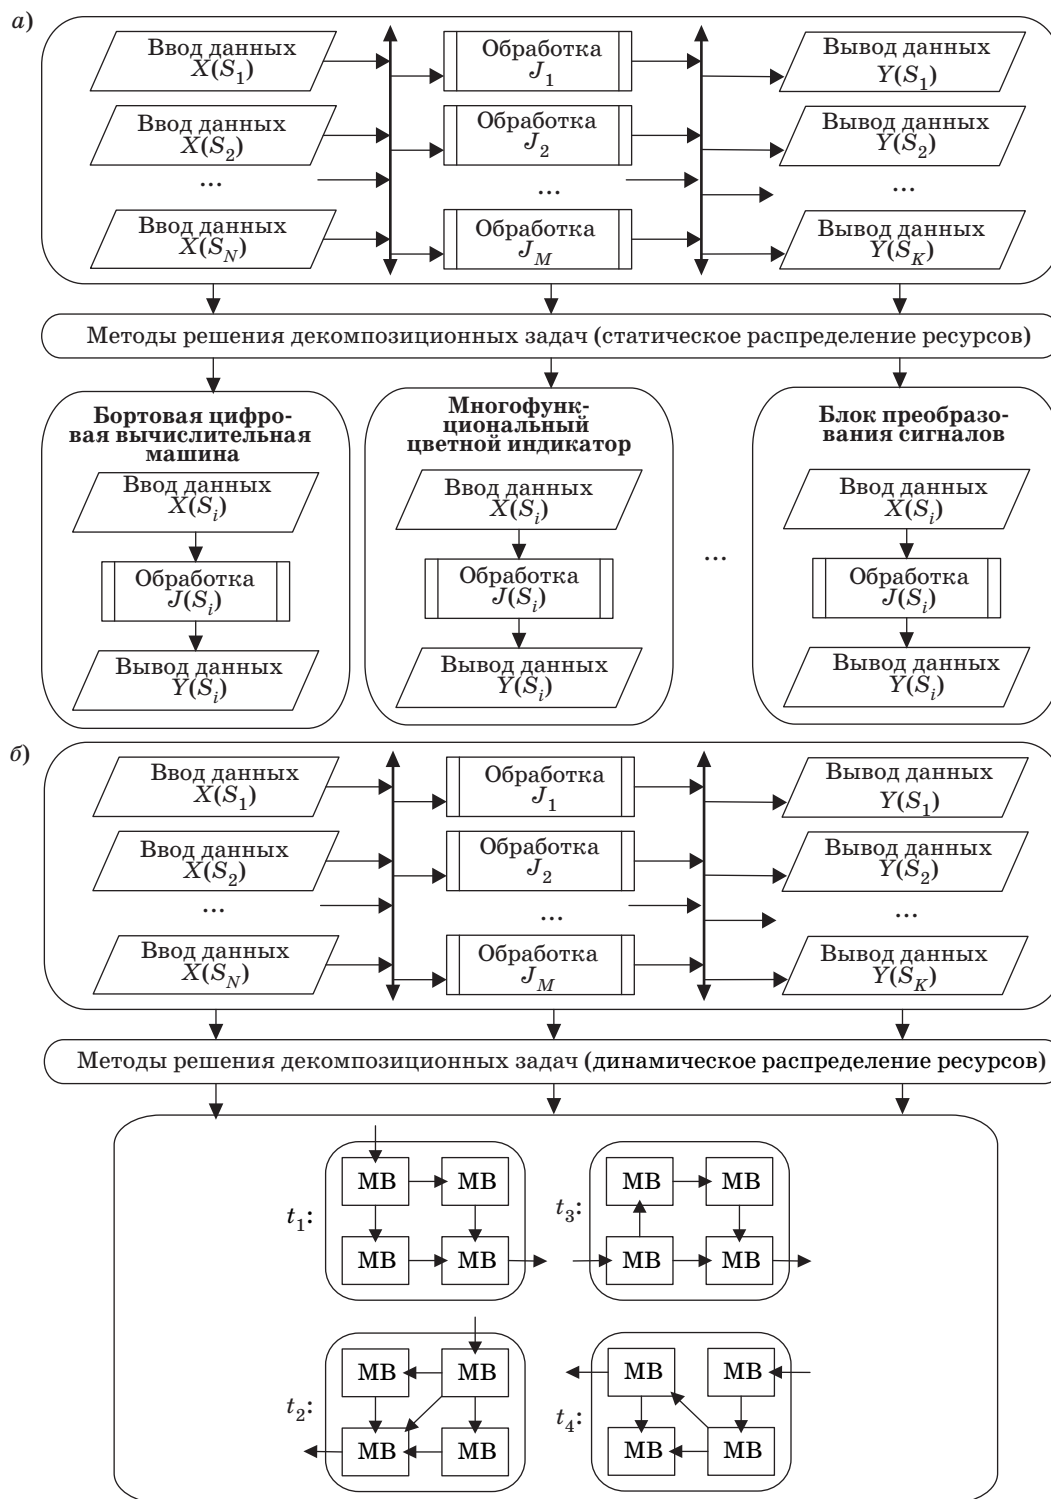 а)
Ввод данных
X(S1)
Обработка
J1
Вывод данных
Y(S1)
Ввод данных
X(S2)
Обработка
J2
Вывод данных
Y(S2)
...
...
...
Ввод данных
X(SN)
Обработка
JM
Вывод данных
Y(SK)
Методы решения декомпозиционных задач (статическое распределение ресурсов)
Бортовая цифро-
вая вычислительная
машина
Ввод данных
X(Si)
Обработка
J(Si)
Вывод данных
Y(Si)
Многофунк-
циональный
цветной индикатор
Ввод данных
X(Si)
Обработка
J(Si)
Вывод данных
Y(Si)
...
Блок преобразо-
вания сигналов
Ввод данных
X(Si)
Обработка
J(Si)
Вывод данных
Y(Si)
б)
Ввод данных
X(S1)
Обработка
J1
Вывод данных
Y(S1)
Ввод данных
X(S2)
Обработка
J2
Вывод данных
Y(S2)
...
...
...
Ввод данных
X(SN)
Обработка
JM
Вывод данных
Y(SK)
Методы решения декомпозиционных задач (динамическое распределение ресурсов)
t1:
МВ МВ
МВ МВ
t3:
МВ МВ
МВ МВ
t2:
МВ МВ
МВ МВ
t4:
МВ МВ
МВ МВ